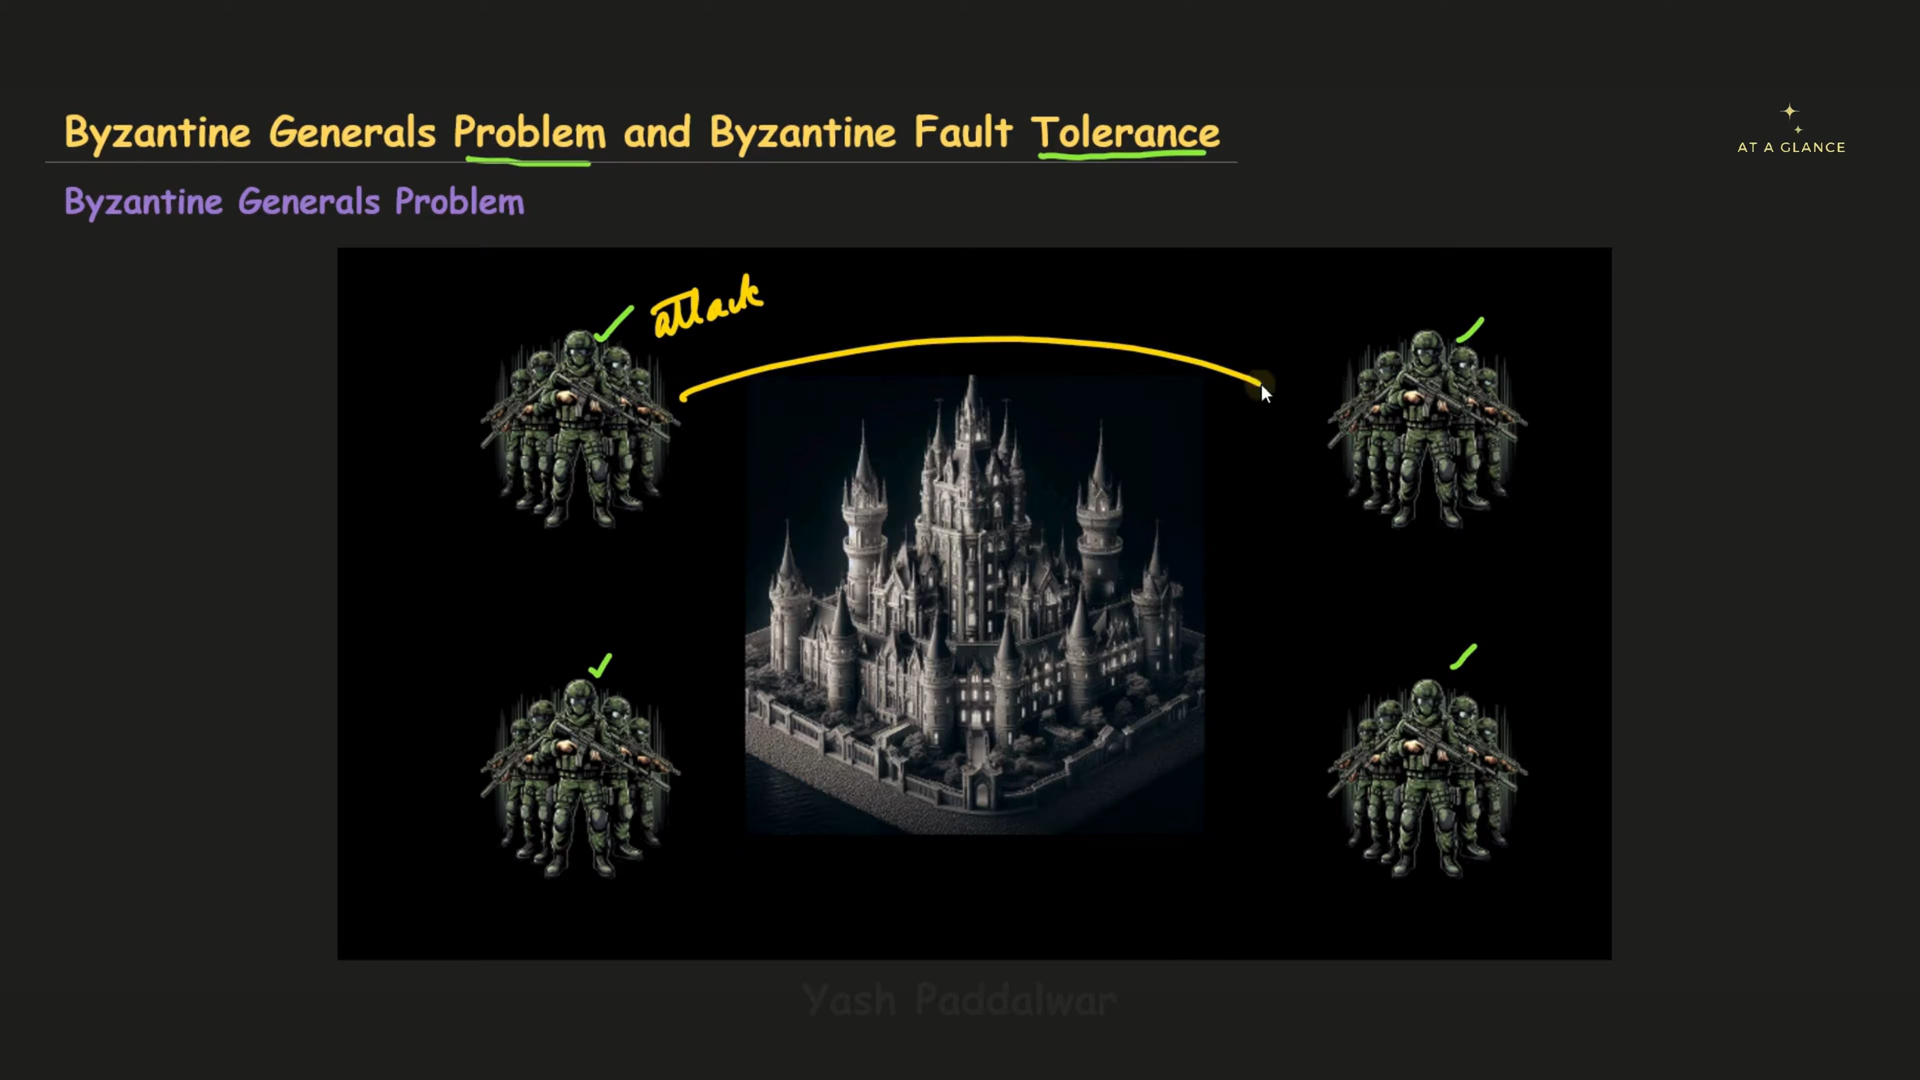 Byzantine Generals Problem and Byzantine Fault Tolerance
AT A GLANCE
Byzantine Generals Problem
attack
Yash Paddalwar